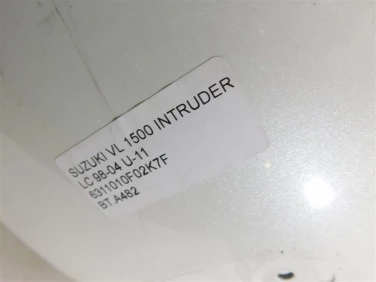 SUZUKI VL 1500 INTRUDER
LC 98-04 U-11
6311010F02K7F
BT A482